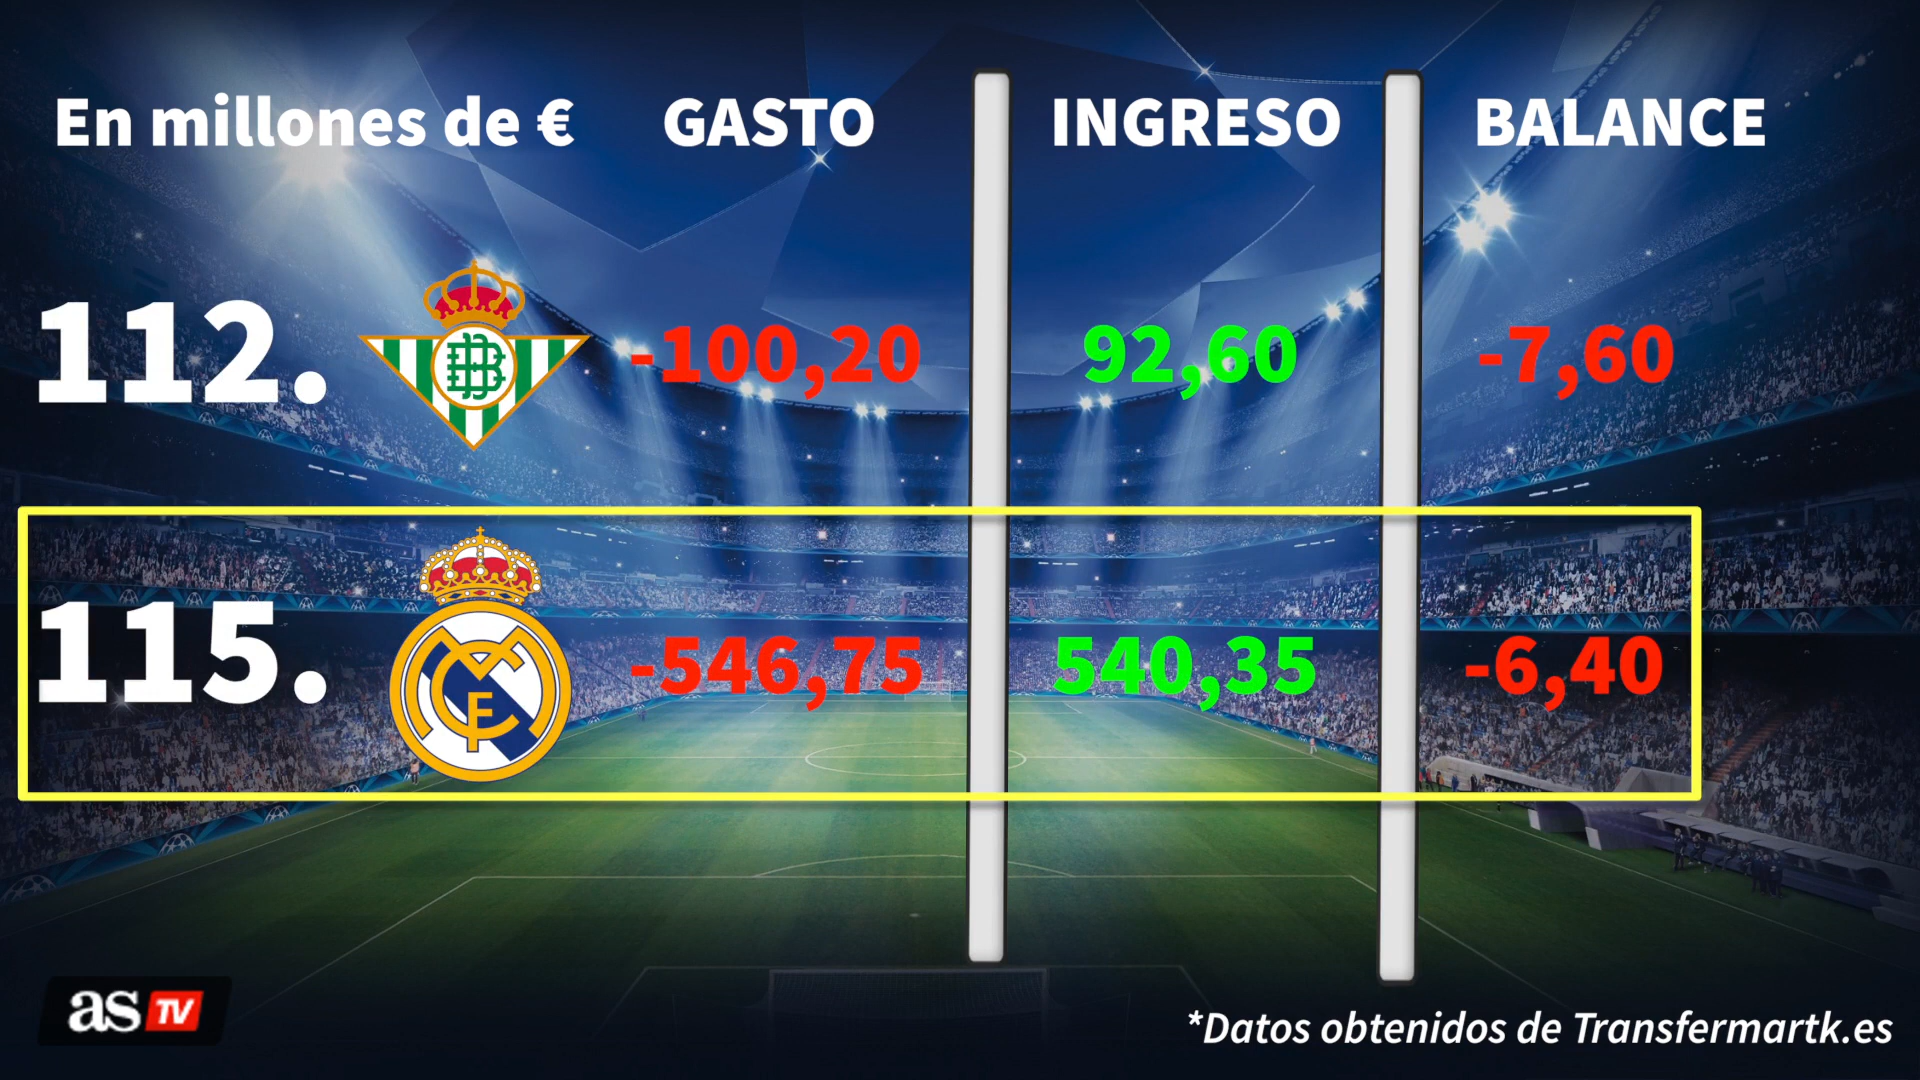 En millones de € GASTO INGRESO BALANCE
112. -100,20 92,60 -7,60
115. -546,75 540,35 -6,40
as TV
*Datos obtenidos de Transfermartk.es